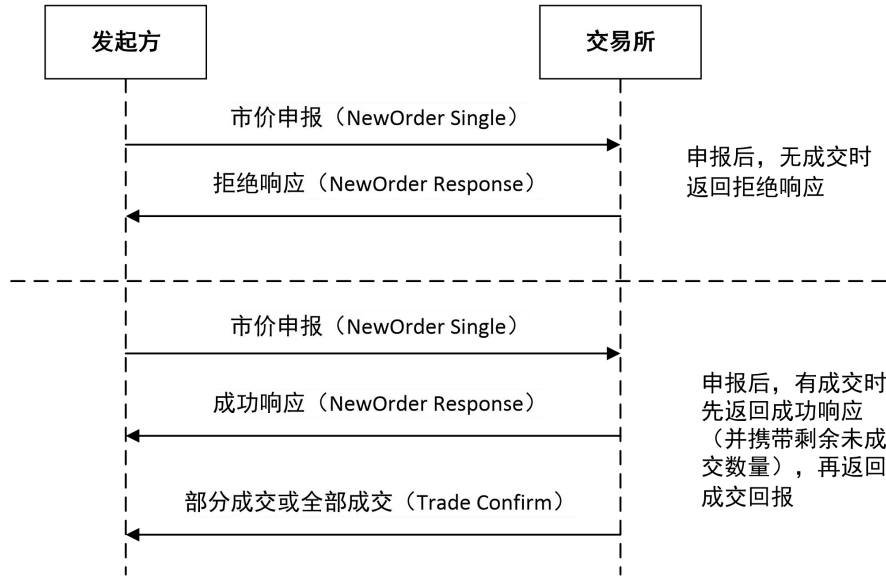 发起方
交易所
市价申报（NewOrder Single）
申报后，无成交时
返回拒绝响应
拒绝响应（NewOrder Response）
市价申报（NewOrder Single）
申报后，有成交时
先返回成功响应
（并携带剩余未成
交数量），再返回
成交回报
成功响应（NewOrder Response）
部分成交或全部成交（Trade Confirm）